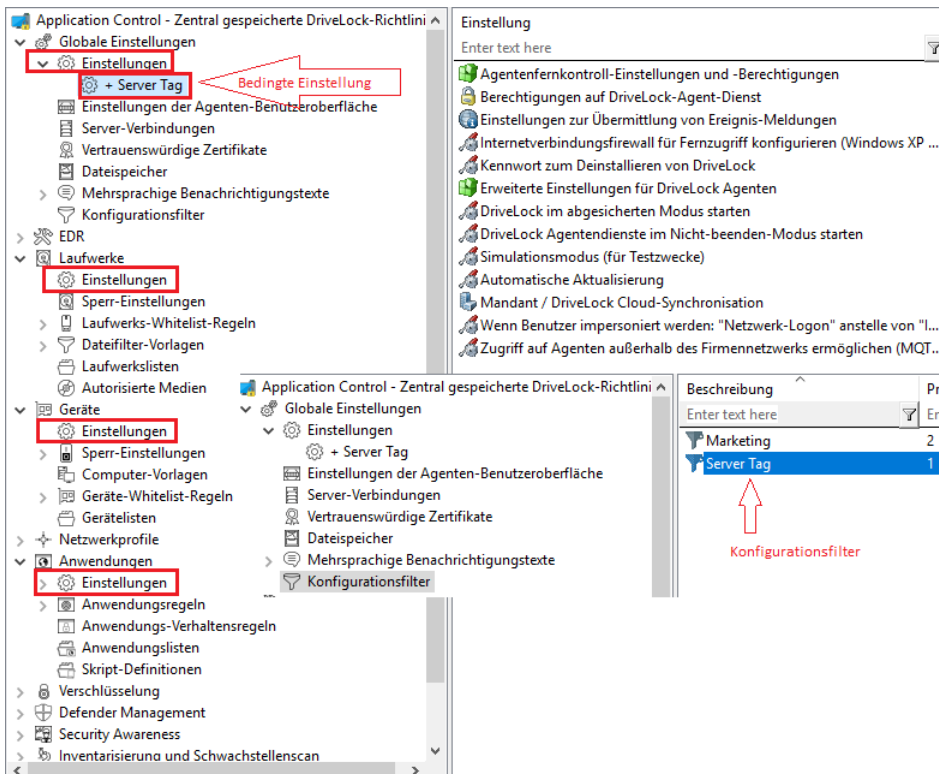 Application Control - Zentral gespeicherte DriveLock-Richtlini
Globale Einstellungen
Einstellungen
+ Server Tag
Bedingte Einstellung
Einstellungen der Agenten-Benutzeroberfläche
Server-Verbindungen
Vertrauenswürdige Zertifikate
Dateispeicher
Mehrsprachige Benachrichtigungstexte
Konfigurationsfilter
EDR
Laufwerke
Einstellungen
Sperr-Einstellungen
Laufwerks-Whitelist-Regeln
Dateifilter-Vorlagen
Laufwerkslisten
Autorisierte Medien
Geräte
Einstellungen
Sperr-Einstellungen
Computer-Vorlagen
Geräte-Whitelist-Regeln
Gerätelisten
Netzwerkprofile
Anwendungen
Einstellungen
Anwendungsregeln
Anwendungs-Verhaltensregeln
Anwendungslisten
Skript-Definitionen
Verschlüsselung
Defender Management
Security Awareness
Inventarisierung und Schwachstellenscan
Einstellung
Enter text here
Agentenfernkontroll-Einstellungen und -Berechtigungen
Berechtigungen auf DriveLock-Agent-Dienst
Einstellungen zur Übermittlung von Ereignis-Meldungen
Internetverbindungsfirewall für Fernzugriff konfigurieren (Windows XP ...
Kennwort zum Deinstallieren von DriveLock
Erweiterte Einstellungen für DriveLock Agenten
DriveLock im abgesicherten Modus starten
DriveLock Agentendienste im Nicht-beenden-Modus starten
Simulationsmodus (für Testzwecke)
Automatische Aktualisierung
Mandant / DriveLock Cloud-Synchronisation
Wenn Benutzer impersoniert werden: "Netzwerk-Logon" anstelle von "I...
Zugriff auf Agenten außerhalb des Firmennetzwerks ermöglichen (MQT...
Application Control - Zentral gespeicherte DriveLock-Richtlini
Globale Einstellungen
Einstellungen
+ Server Tag
Einstellungen der Agenten-Benutzeroberfläche
Server-Verbindungen
Vertrauenswürdige Zertifikate
Dateispeicher
Mehrsprachige Benachrichtigungstexte
Konfigurationsfilter
Beschreibung Pr
Enter text here Er
Marketing 2
Server Tag 1
Konfigurationsfilter